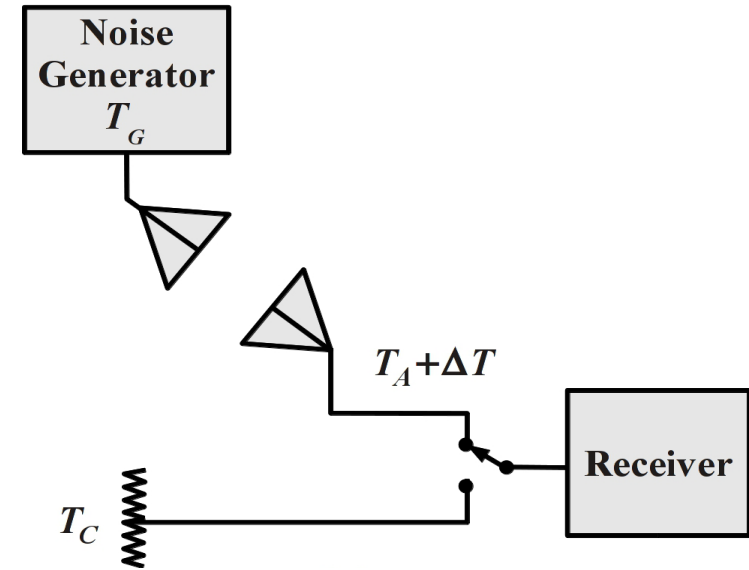 Noise
Generator
T_G
T_A+ΔT
Receiver
T_C